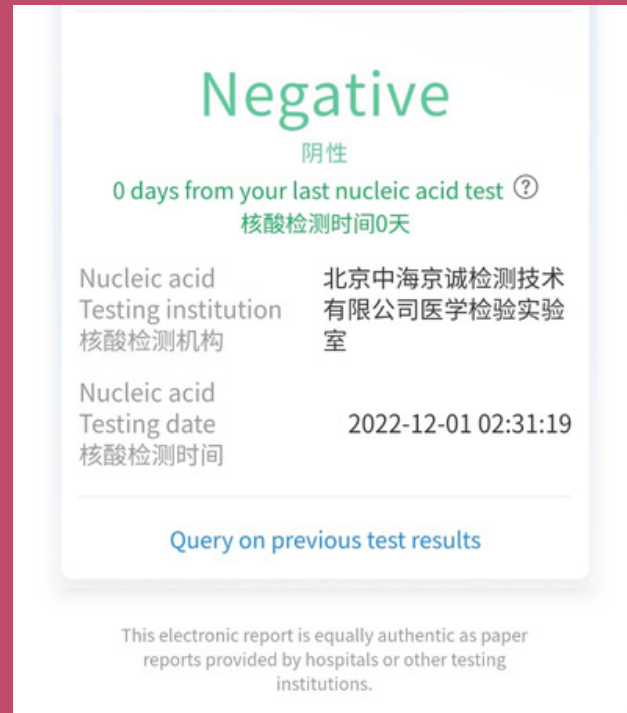 Negative
阴性
0 days from your last nucleic acid test ?
核酸检测时间0天
Nucleic acid
Testing institution
核酸检测机构
北京中海京诚检测技术
有限公司医学检验实验
室
Nucleic acid
Testing date
核酸检测时间
2022-12-01 02:31:19
Query on previous test results
This electronic report is equally authentic as paper
reports provided by hospitals or other testing
institutions.